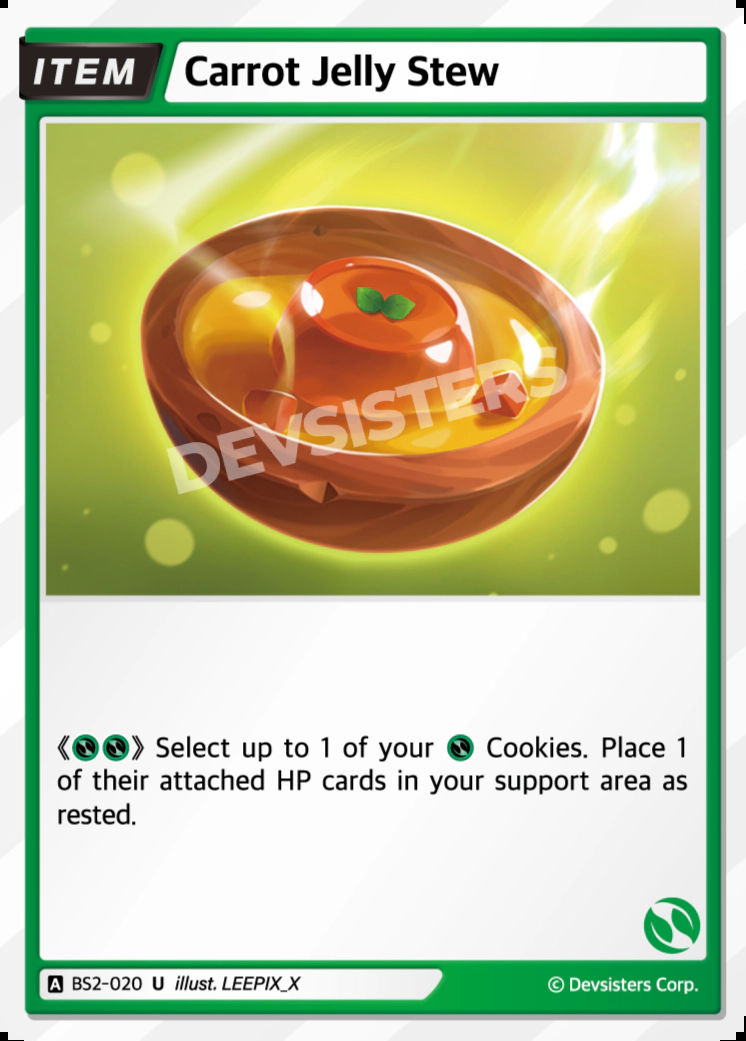 ITEM
Carrot Jelly Stew
DEVSISTERS
《》 Select up to 1 of your Cookies. Place 1
of their attached HP cards in your support area as
rested.
A BS2-020 U illust. LEEPIX_X
© Devsisters Corp.